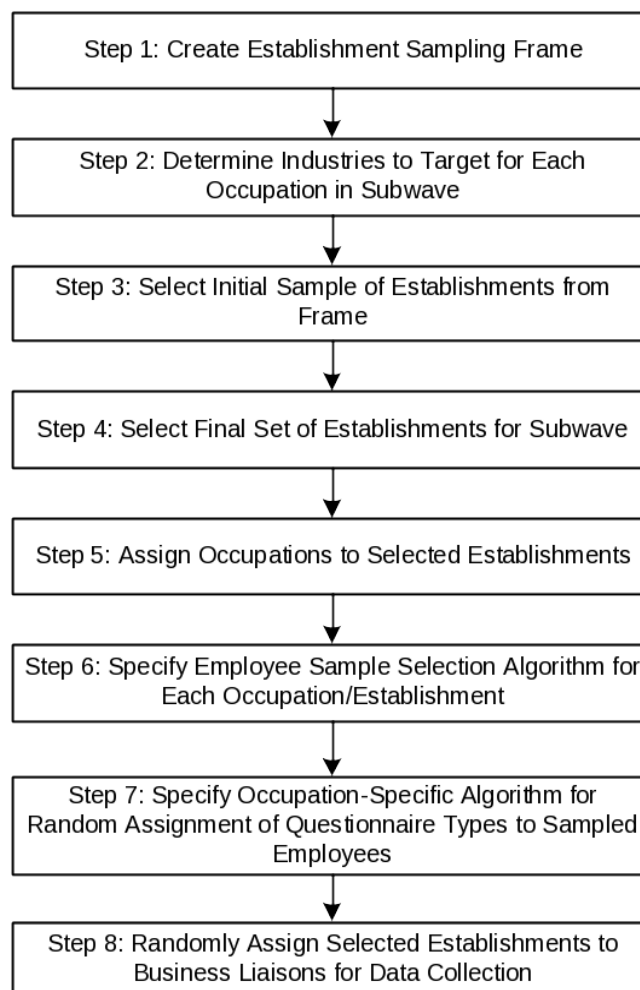 Step 1: Create Establishment Sampling Frame
Step 2: Determine Industries to Target for Each
Occupation in Subwave
Step 3: Select Initial Sample of Establishments from
Frame
Step 4: Select Final Set of Establishments for Subwave
Step 5: Assign Occupations to Selected Establishments
Step 6: Specify Employee Sample Selection Algorithm for
Each Occupation/Establishment
Step 7: Specify Occupation-Specific Algorithm for
Random Assignment of Questionnaire Types to Sampled
Employees
Step 8: Randomly Assign Selected Establishments to
Business Liaisons for Data Collection